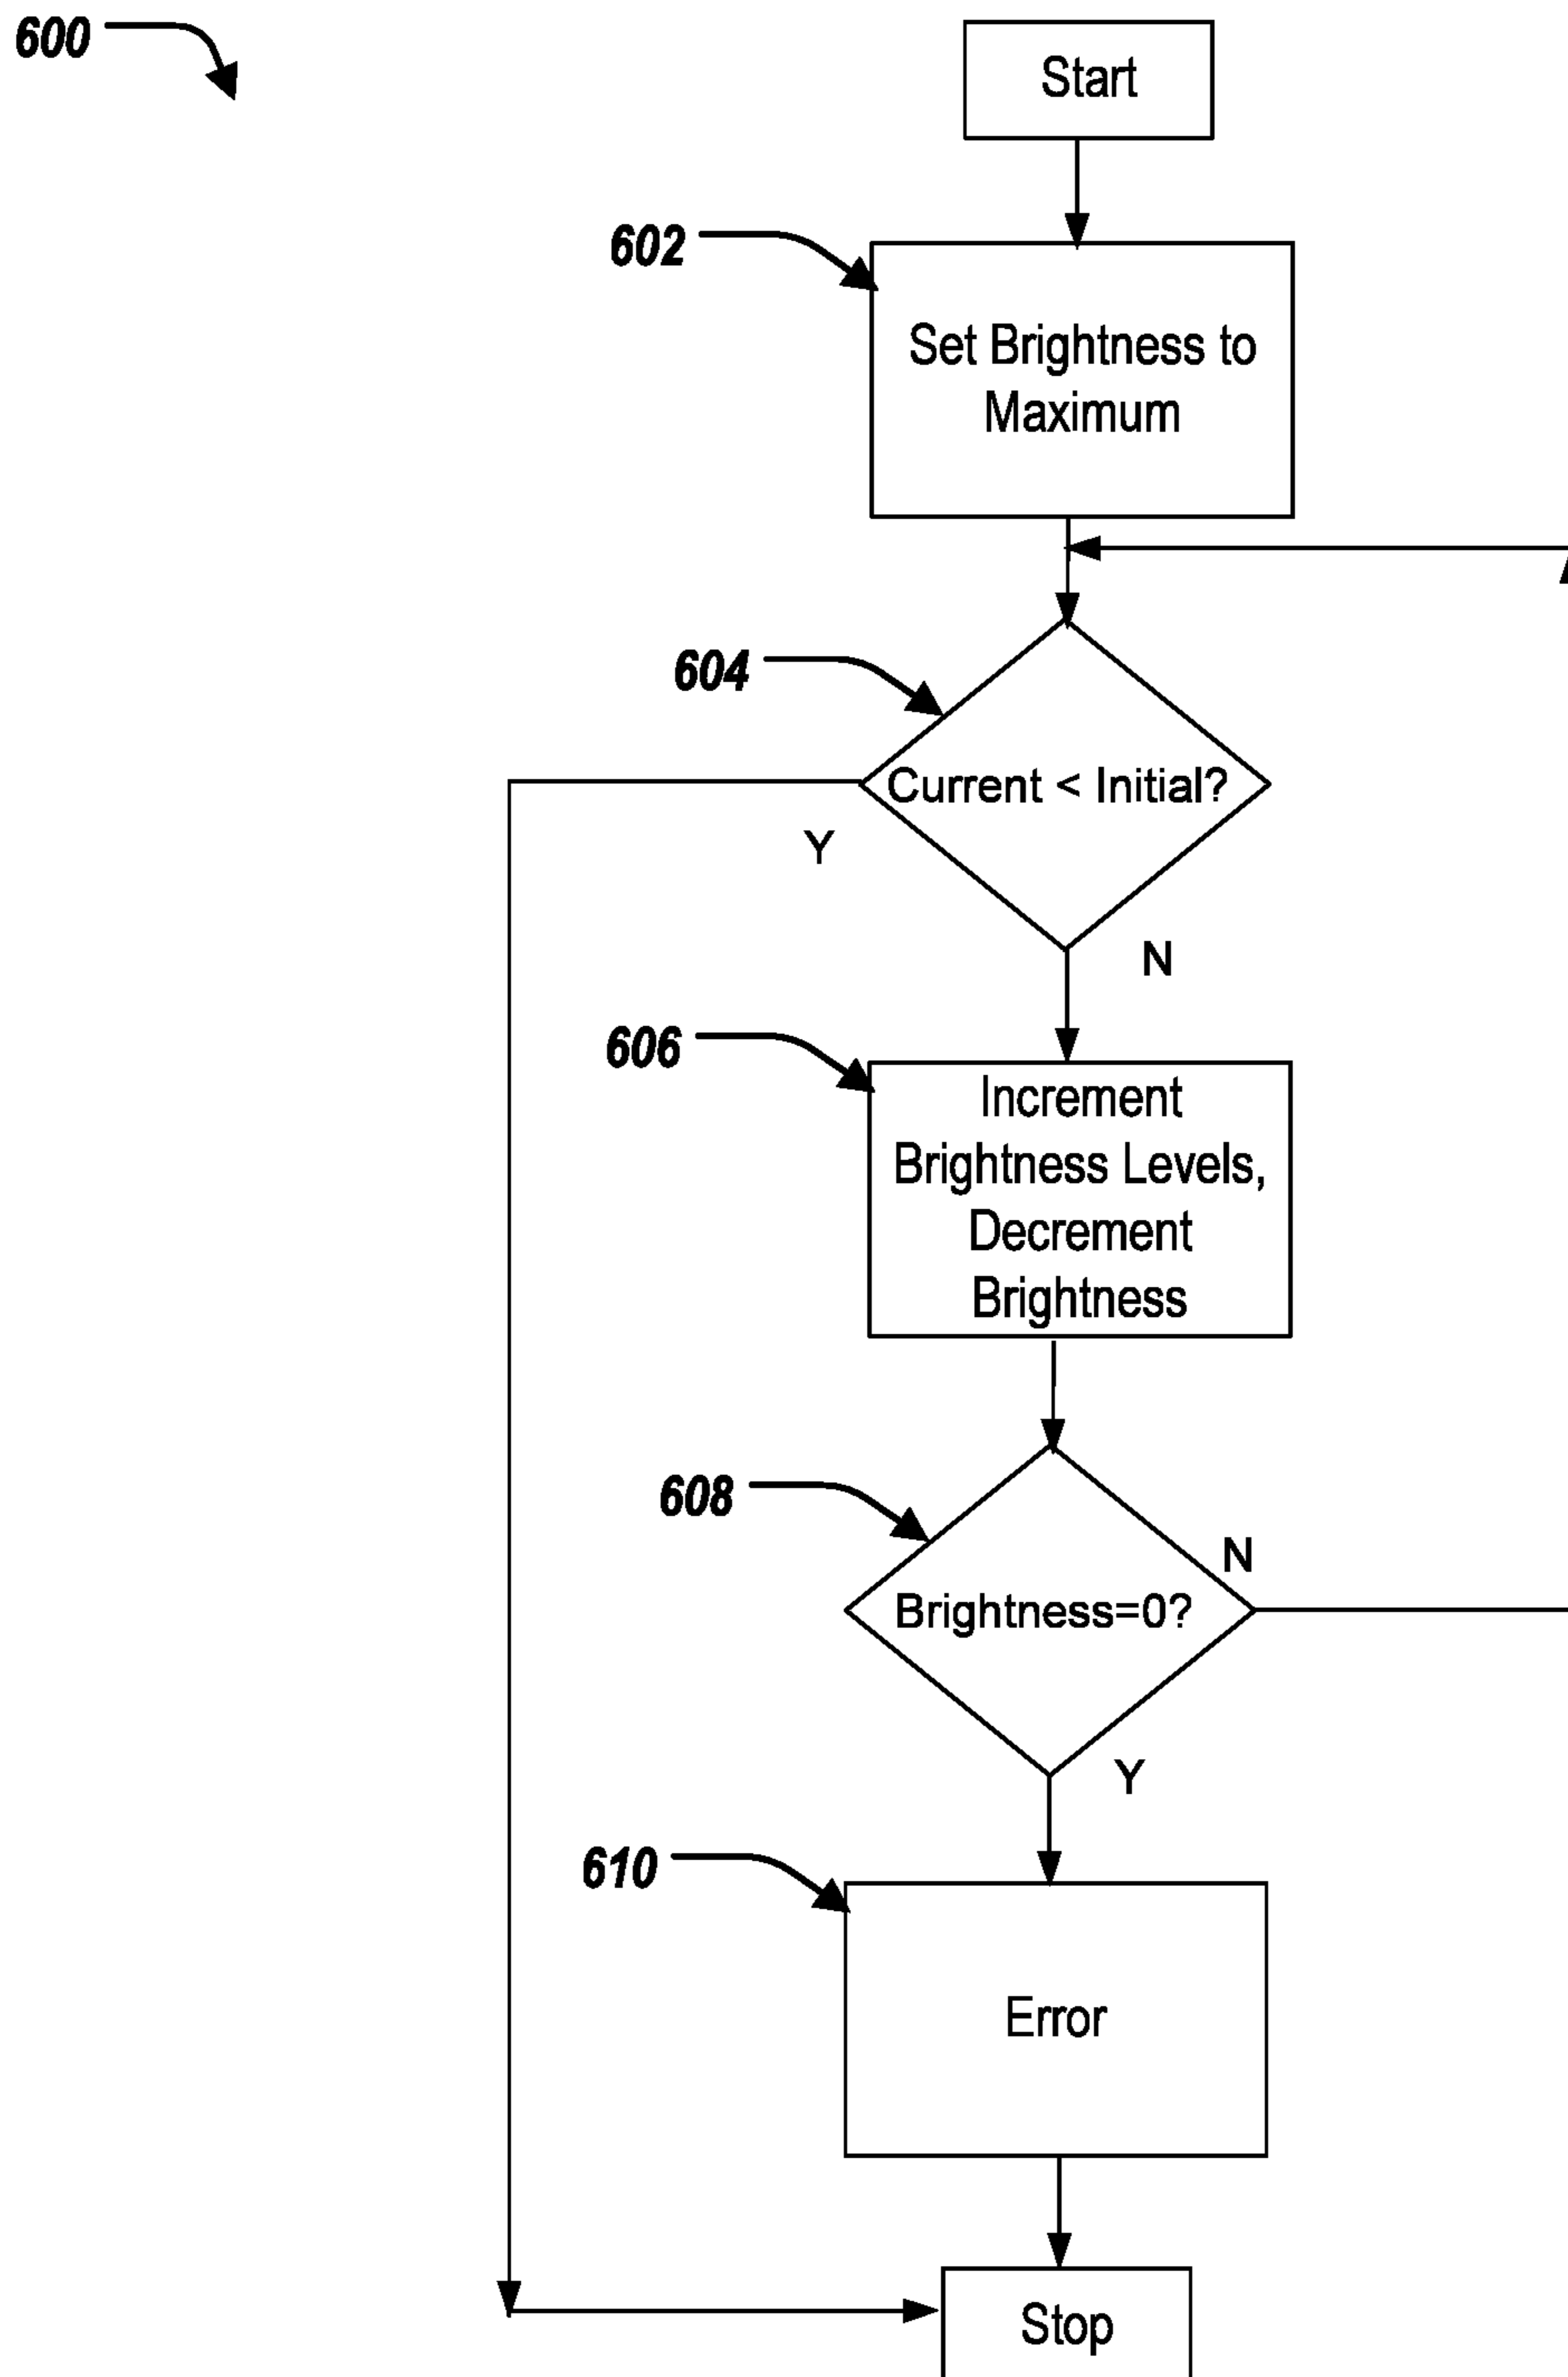 600
Start
602
Set Brightness to
Maximum
604
Current < Initial?
Y
N
606
Increment
Brightness Levels,
Decrement
Brightness
608
N
Brightness=0?
Y
610
Error
Stop